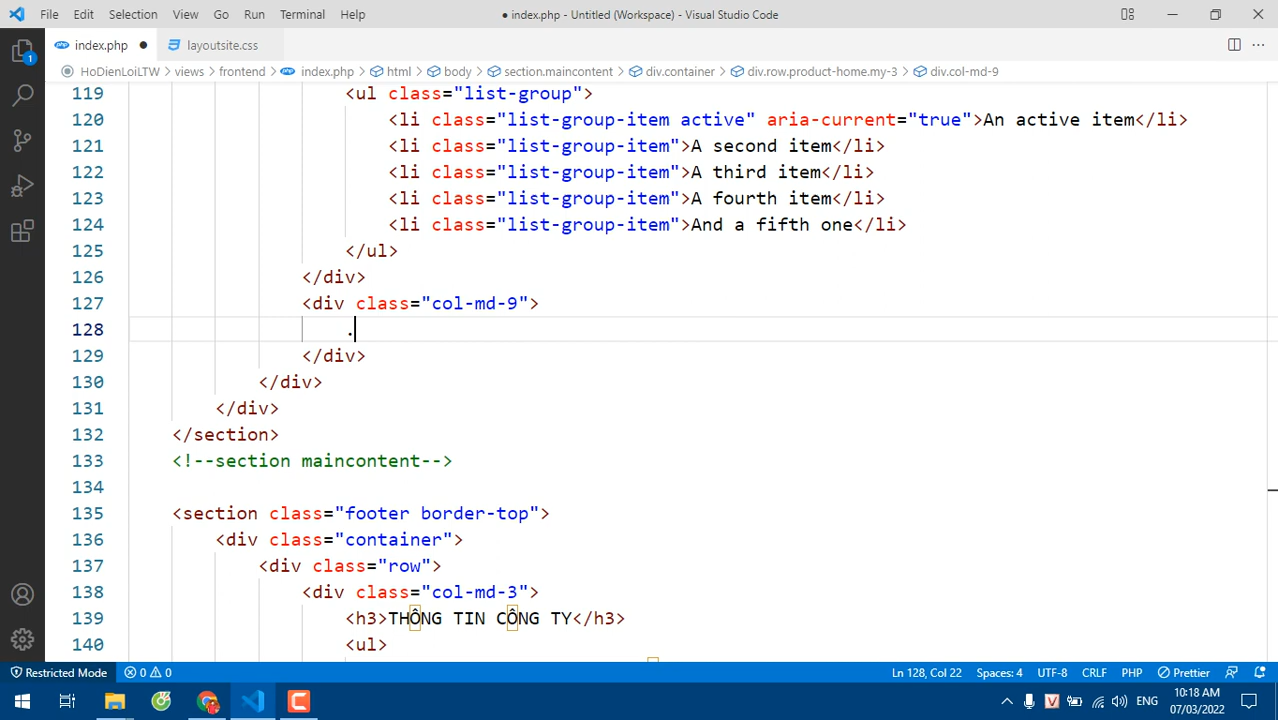 File Edit Selection View Go Run Terminal Help
● index.php - Untitled (Workspace) - Visual Studio Code
index.php ● layoutsite.css
HoDienLoiLTW > views > frontend > index.php > html > body > section.maincontent > div.container > div.row.product-home.my-3 > div.col-md-9
119 <ul class="list-group">
120 <li class="list-group-item active" aria-current="true">An active item</li>
121 <li class="list-group-item">A second item</li>
122 <li class="list-group-item">A third item</li>
123 <li class="list-group-item">A fourth item</li>
124 <li class="list-group-item">And a fifth one</li>
125 </ul>
126 </div>
127 <div class="col-md-9">
128 .
129 </div>
130 </div>
131 </div>
132 </section>
133 <!--section maincontent-->
134
135 <section class="footer border-top">
136 <div class="container">
137 <div class="row">
138 <div class="col-md-3">
139 <h3>THÔNG TIN CÔNG TY</h3>
140 <ul>
1
Restricted Mode 0 0 Ln 128, Col 22 Spaces: 4 UTF-8 CRLF PHP Prettier
ENG
10:18 AM
07/03/2022